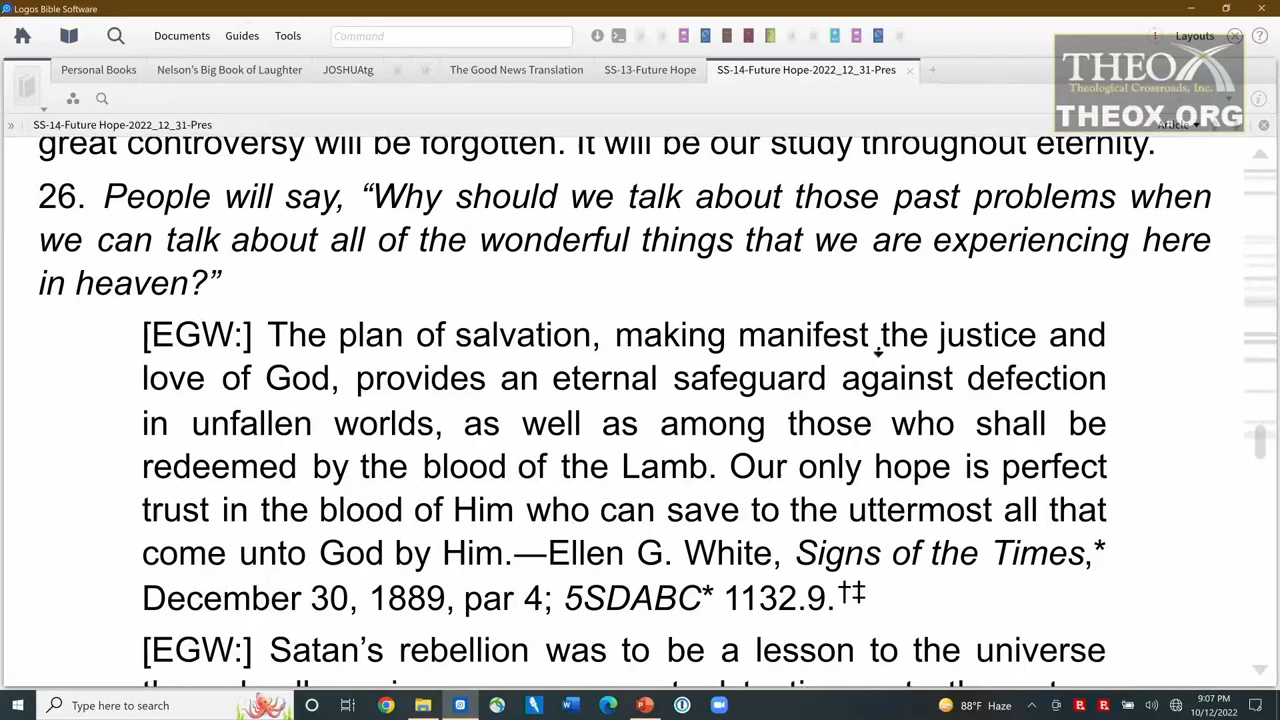 Logos Bible Software
Documents Guides Tools Command Layouts
THEOX
Theological Crossroads, Inc.
THEOX.ORG
Personal Books Nelson's Big Book of Laughter JOSHUAtg The Good News Translation SS-13-Future Hope SS-14-Future Hope-2022_12_31-Pres
» SS-14-Future Hope-2022_12_31-Pres Article
great controversy will be forgotten. It will be our study throughout eternity.
26. People will say, “Why should we talk about those past problems when
we can talk about all of the wonderful things that we are experiencing here
in heaven?”
[EGW:] The plan of salvation, making manifest the justice and
love of God, provides an eternal safeguard against defection
in unfallen worlds, as well as among those who shall be
redeemed by the blood of the Lamb. Our only hope is perfect
trust in the blood of Him who can save to the uttermost all that
come unto God by Him.—Ellen G. White, Signs of the Times,*
December 30, 1889, par 4; 5SDABC* 1132.9.†‡
[EGW:] Satan’s rebellion was to be a lesson to the universe
Type here to search
88°F Haze
9:07 PM
10/12/2022